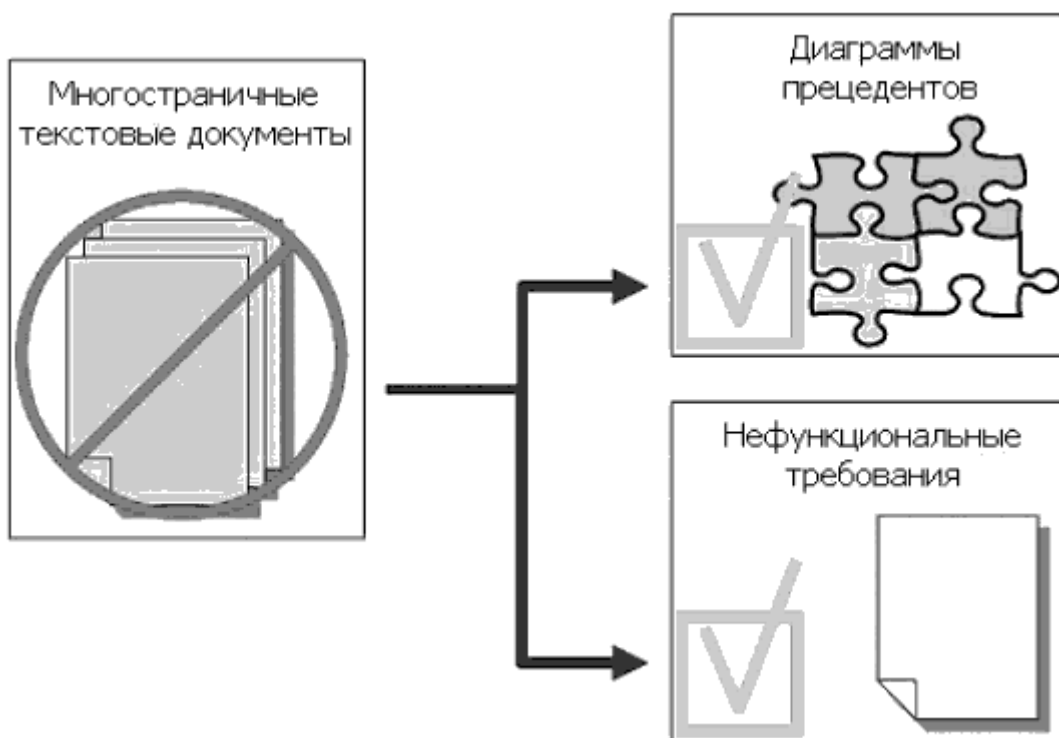 Многостраничные
текстовые документы
Диаграммы
прецедентов
Нефункциональные
требования